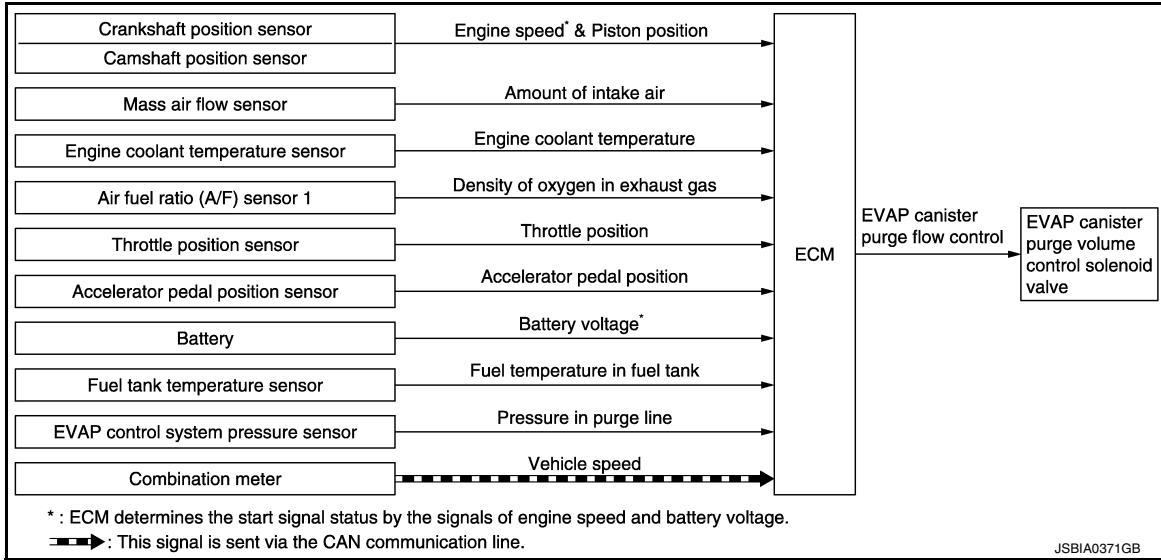 Crankshaft position sensor
Camshaft position sensor
Engine speed* & Piston position
Mass air flow sensor
Amount of intake air
Engine coolant temperature sensor
Engine coolant temperature
Air fuel ratio (A/F) sensor 1
Density of oxygen in exhaust gas
Throttle position sensor
Throttle position
Accelerator pedal position sensor
Accelerator pedal position
Battery
Battery voltage*
Fuel tank temperature sensor
Fuel temperature in fuel tank
EVAP control system pressure sensor
Pressure in purge line
Combination meter
Vehicle speed
ECM
EVAP canister
purge flow control
EVAP canister
purge volume
control solenoid
valve
* : ECM determines the start signal status by the signals of engine speed and battery voltage.
: This signal is sent via the CAN communication line.
JSBIA0371GB